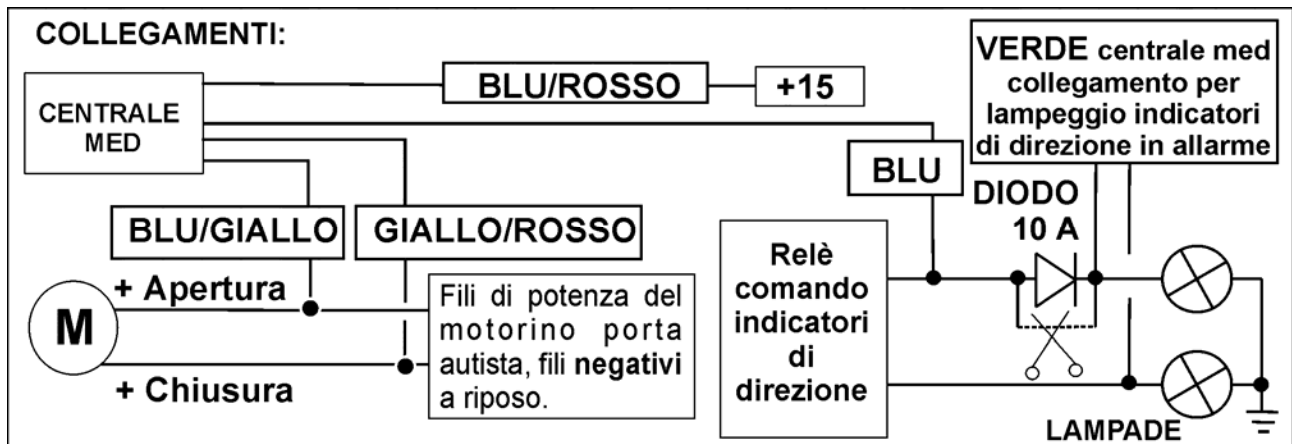 COLLEGAMENTI:
CENTRALE
MED
BLU/ROSSO
+15
VERDE centrale med
collegamento per
lampeggio indicatori
di direzione in allarme
BLU
DIODO
10 A
BLU/GIALLO
GIALLO/ROSSO
M
+ Apertura
+ Chiusura
Fili di potenza del
motorino porta
autista, fili negativi
a riposo.
Relè
comando
indicatori
di
direzione
LAMPADE